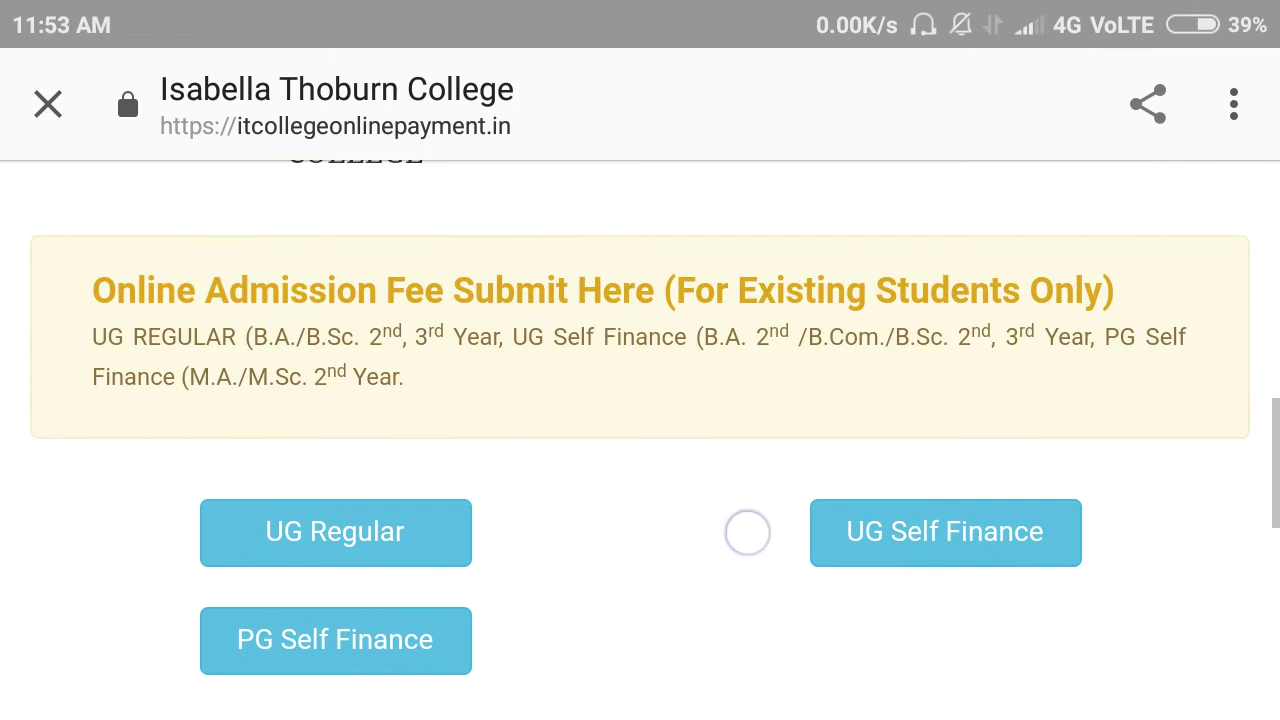 11:53 AM 0.00K/s 4G VoLTE 39%
Isabella Thoburn College
https://itcollegeonlinepayment.in
COLLEGE
Online Admission Fee Submit Here (For Existing Students Only)
UG REGULAR (B.A./B.Sc. 2nd, 3rd Year, UG Self Finance (B.A. 2nd /B.Com./B.Sc. 2nd, 3rd Year, PG Self
Finance (M.A./M.Sc. 2nd Year.
UG Regular UG Self Finance
PG Self Finance